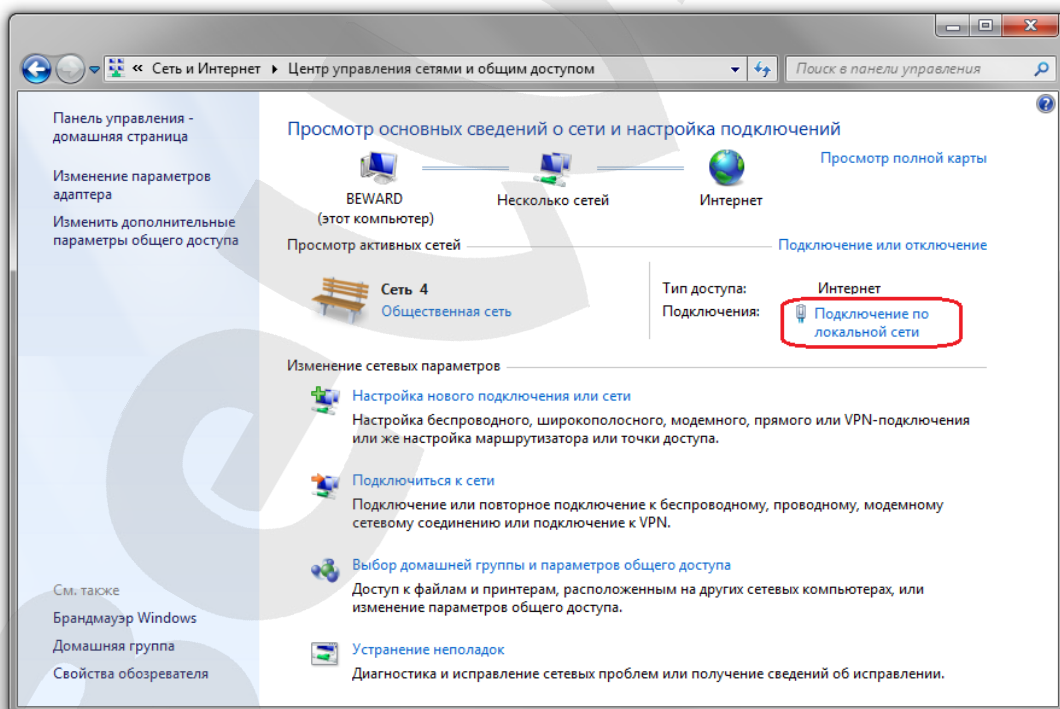 « Сеть и Интернет ▸ Центр управления сетями и общим доступом
Поиск в панели управления
Панель управления -
домашняя страница
Изменение параметров
адаптера
Изменить дополнительные
параметры общего доступа
См. также
Брандмауэр Windows
Домашняя группа
Свойства обозревателя
Просмотр основных сведений о сети и настройка подключений
Просмотр полной карты
BEWARD
(этот компьютер)
Несколько сетей
Интернет
Просмотр активных сетей
Подключение или отключение
Сеть 4
Общественная сеть
Тип доступа: Интернет
Подключения: Подключение по
локальной сети
Изменение сетевых параметров
Настройка нового подключения или сети
Настройка беспроводного, широкополосного, модемного, прямого или VPN-подключения
или же настройка маршрутизатора или точки доступа.
Подключиться к сети
Подключение или повторное подключение к беспроводному, проводному, модемному
сетевому соединению или подключение к VPN.
Выбор домашней группы и параметров общего доступа
Доступ к файлам и принтерам, расположенным на других сетевых компьютерах, или
изменение параметров общего доступа.
Устранение неполадок
Диагностика и исправление сетевых проблем или получение сведений об исправлении.